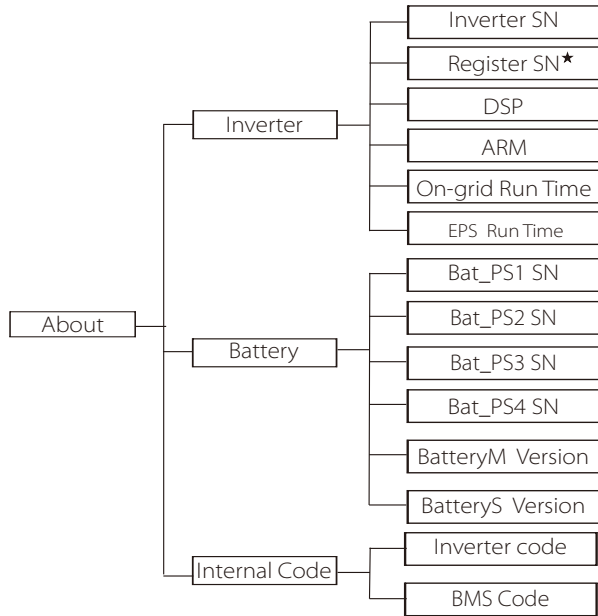 About
Inverter
Inverter SN
Register SN★
DSP
ARM
On-grid Run Time
EPS Run Time
Battery
Bat_PS1 SN
Bat_PS2 SN
Bat_PS3 SN
Bat_PS4 SN
BatteryM Version
BatteryS Version
Internal Code
Inverter code
BMS Code